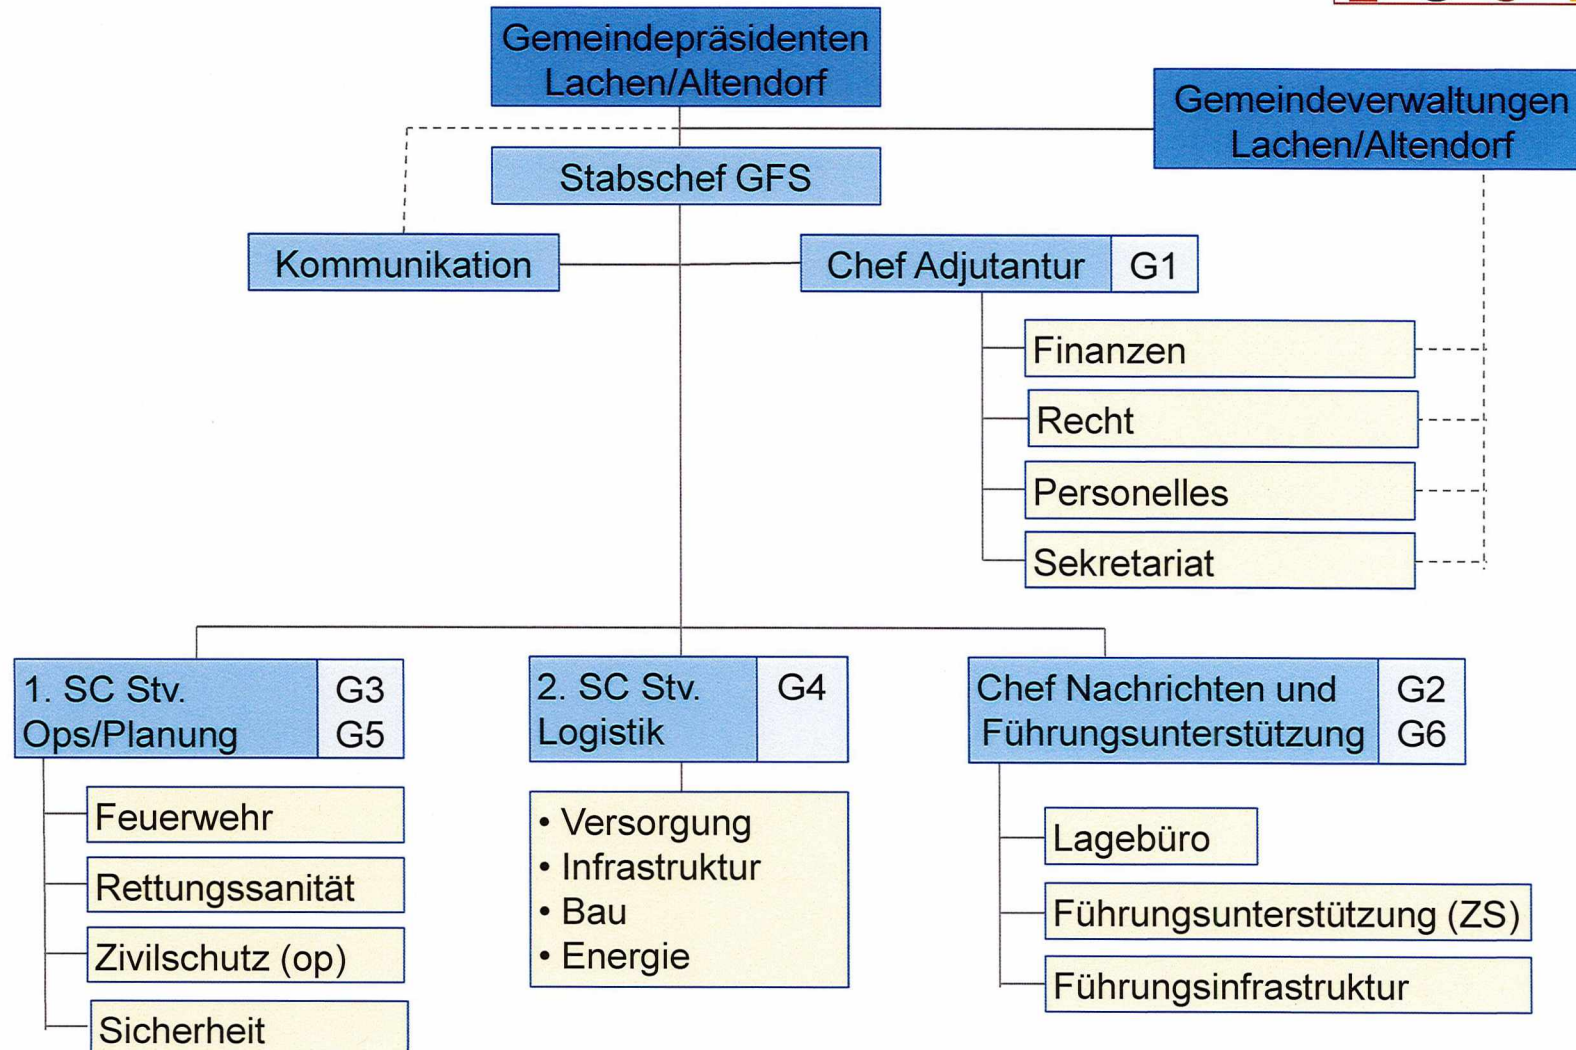 Gemeindepräsidenten
Lachen/Altendorf
Gemeindeverwaltungen
Lachen/Altendorf
Stabschef GFS
Kommunikation
Chef Adjutantur G1
Finanzen
Recht
Personelles
Sekretariat
1. SC Stv. G3
Ops/Planung G5
Feuerwehr
Rettungssanität
Zivilschutz (op)
Sicherheit
2. SC Stv. G4
Logistik
• Versorgung
• Infrastruktur
• Bau
• Energie
Chef Nachrichten und G2
Führungsunterstützung G6
Lagebüro
Führungsunterstützung (ZS)
Führungsinfrastruktur